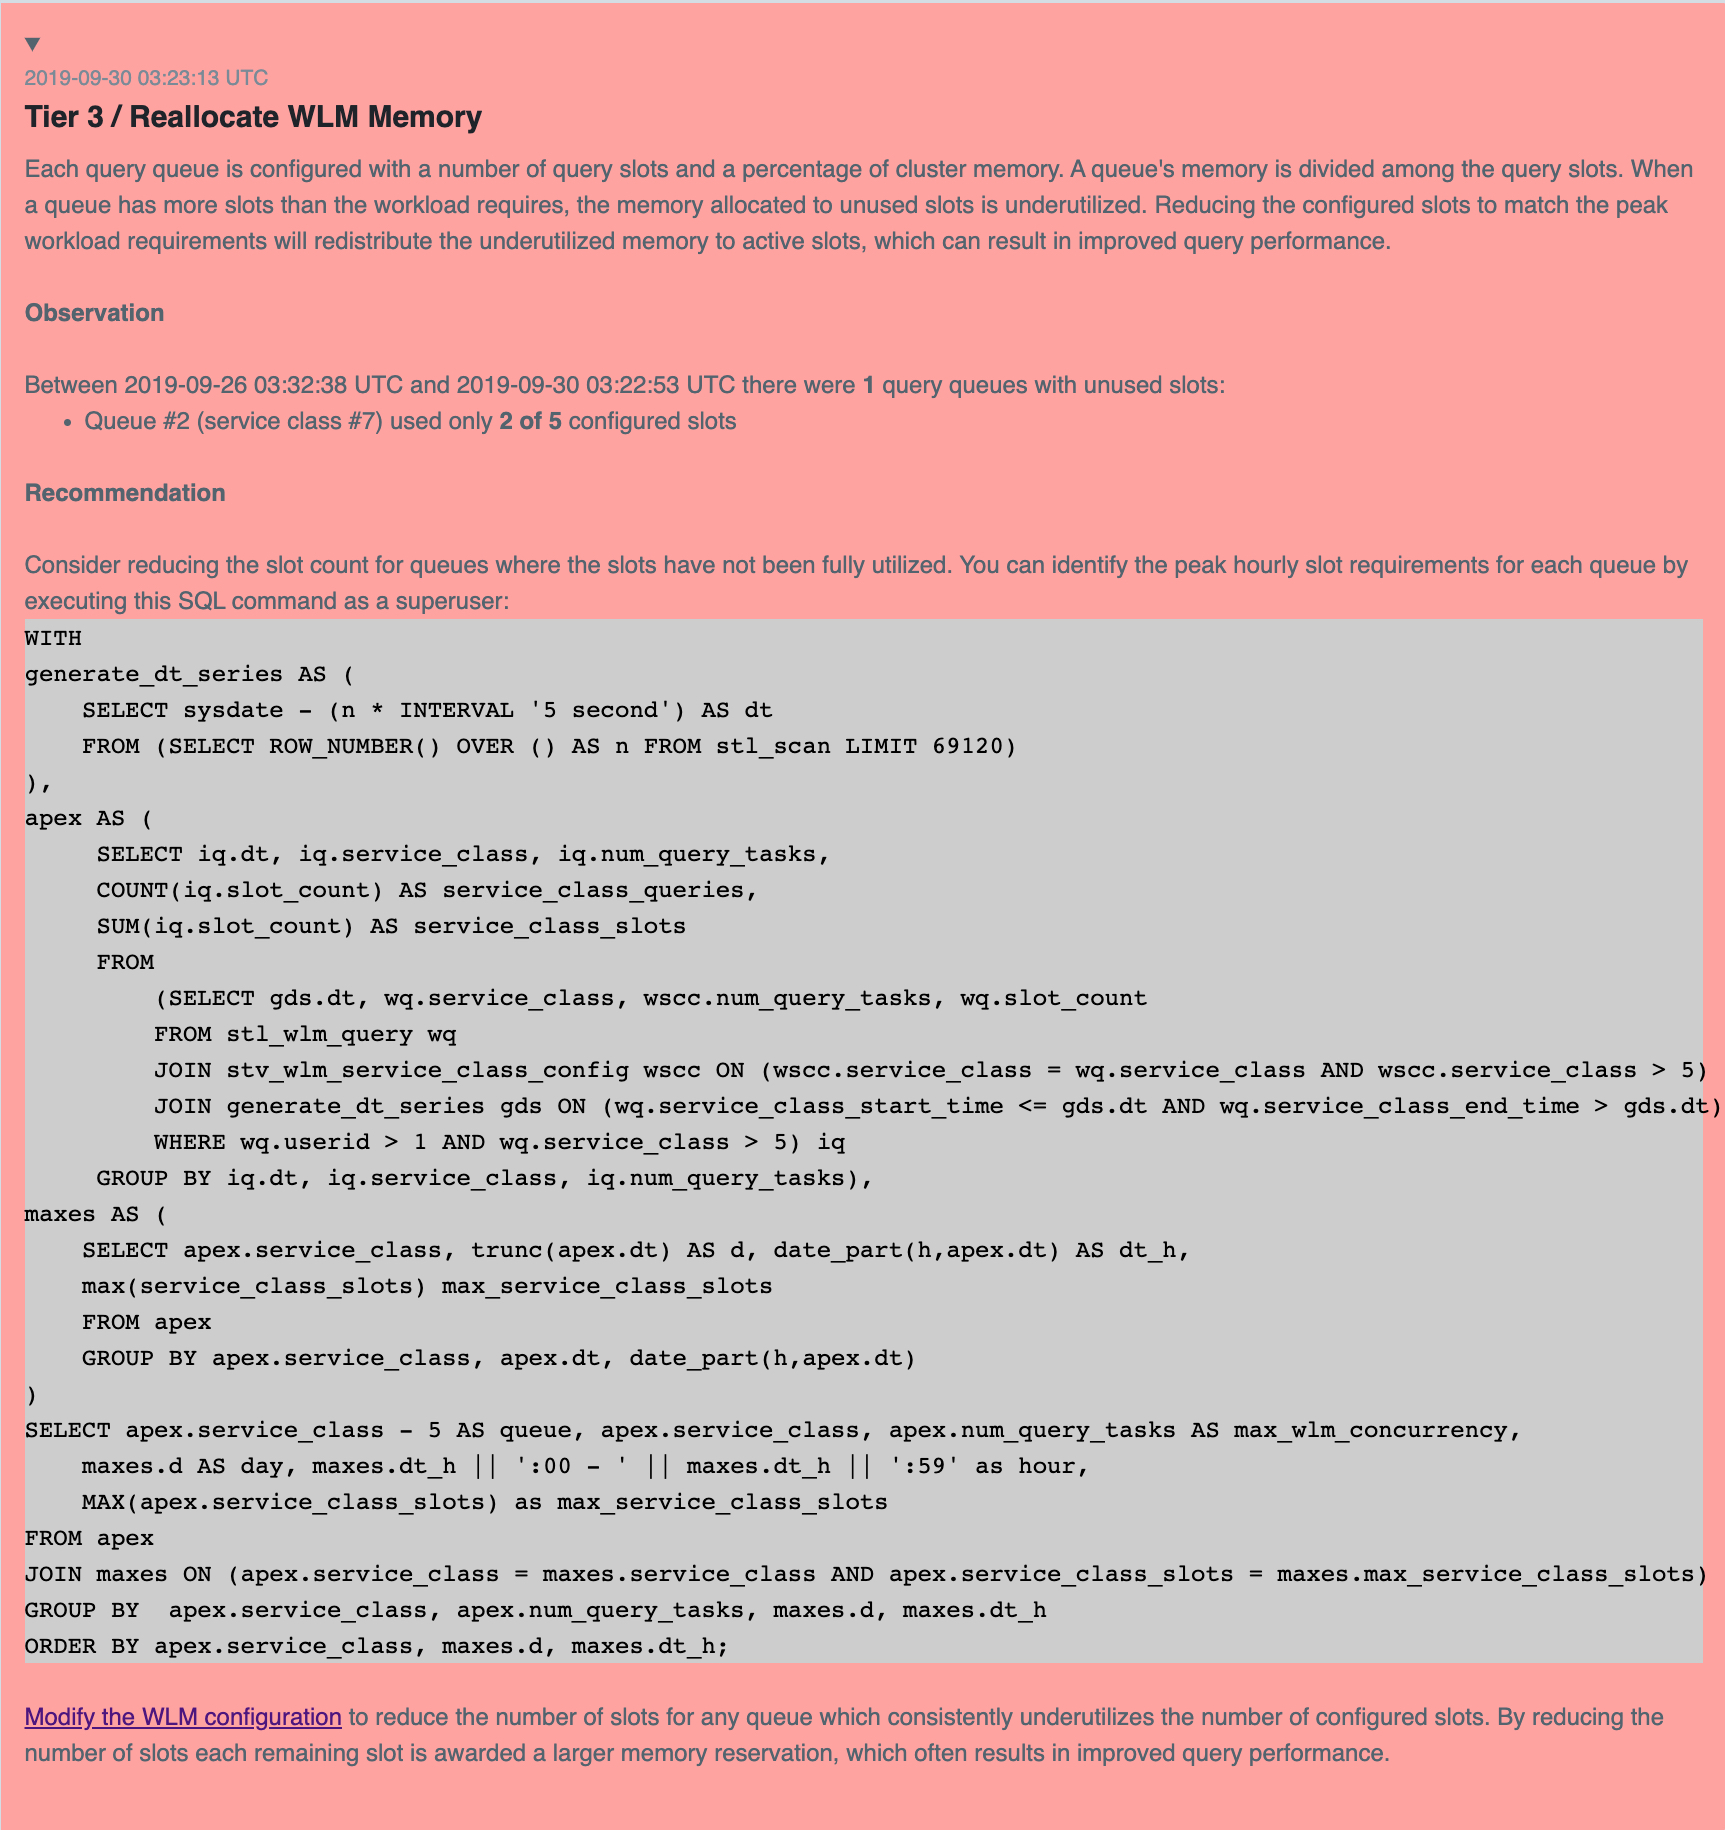 2019-09-30 03:23:13 UTC
Tier 3 / Reallocate WLM Memory
Each query queue is configured with a number of query slots and a percentage of cluster memory. A queue's memory is divided among the query slots. When
a queue has more slots than the workload requires, the memory allocated to unused slots is underutilized. Reducing the configured slots to match the peak
workload requirements will redistribute the underutilized memory to active slots, which can result in improved query performance.
Observation
Between 2019-09-26 03:32:38 UTC and 2019-09-30 03:22:53 UTC there were 1 query queues with unused slots:
• Queue #2 (service class #7) used only 2 of 5 configured slots
Recommendation
Consider reducing the slot count for queues where the slots have not been fully utilized. You can identify the peak hourly slot requirements for each queue by
executing this SQL command as a superuser:
WITH
generate_dt_series AS (
    SELECT sysdate - (n * INTERVAL '5 second') AS dt
    FROM (SELECT ROW_NUMBER() OVER () AS n FROM stl_scan LIMIT 69120)
),
apex AS (
     SELECT iq.dt, iq.service_class, iq.num_query_tasks,
     COUNT(iq.slot_count) AS service_class_queries,
     SUM(iq.slot_count) AS service_class_slots
     FROM
         (SELECT gds.dt, wq.service_class, wscc.num_query_tasks, wq.slot_count
         FROM stl_wlm_query wq
         JOIN stv_wlm_service_class_config wscc ON (wscc.service_class = wq.service_class AND wscc.service_class > 5)
         JOIN generate_dt_series gds ON (wq.service_class_start_time <= gds.dt AND wq.service_class_end_time > gds.dt)
         WHERE wq.userid > 1 AND wq.service_class > 5) iq
     GROUP BY iq.dt, iq.service_class, iq.num_query_tasks),
maxes AS (
    SELECT apex.service_class, trunc(apex.dt) AS d, date_part(h,apex.dt) AS dt_h,
    max(service_class_slots) max_service_class_slots
    FROM apex
    GROUP BY apex.service_class, apex.dt, date_part(h,apex.dt)
)
SELECT apex.service_class - 5 AS queue, apex.service_class, apex.num_query_tasks AS max_wlm_concurrency,
    maxes.d AS day, maxes.dt_h || ':00 - ' || maxes.dt_h || ':59' as hour,
    MAX(apex.service_class_slots) as max_service_class_slots
FROM apex
JOIN maxes ON (apex.service_class = maxes.service_class AND apex.service_class_slots = maxes.max_service_class_slots)
GROUP BY  apex.service_class, apex.num_query_tasks, maxes.d, maxes.dt_h
ORDER BY apex.service_class, maxes.d, maxes.dt_h;
Modify the WLM configuration to reduce the number of slots for any queue which consistently underutilizes the number of configured slots. By reducing the
number of slots each remaining slot is awarded a larger memory reservation, which often results in improved query performance.